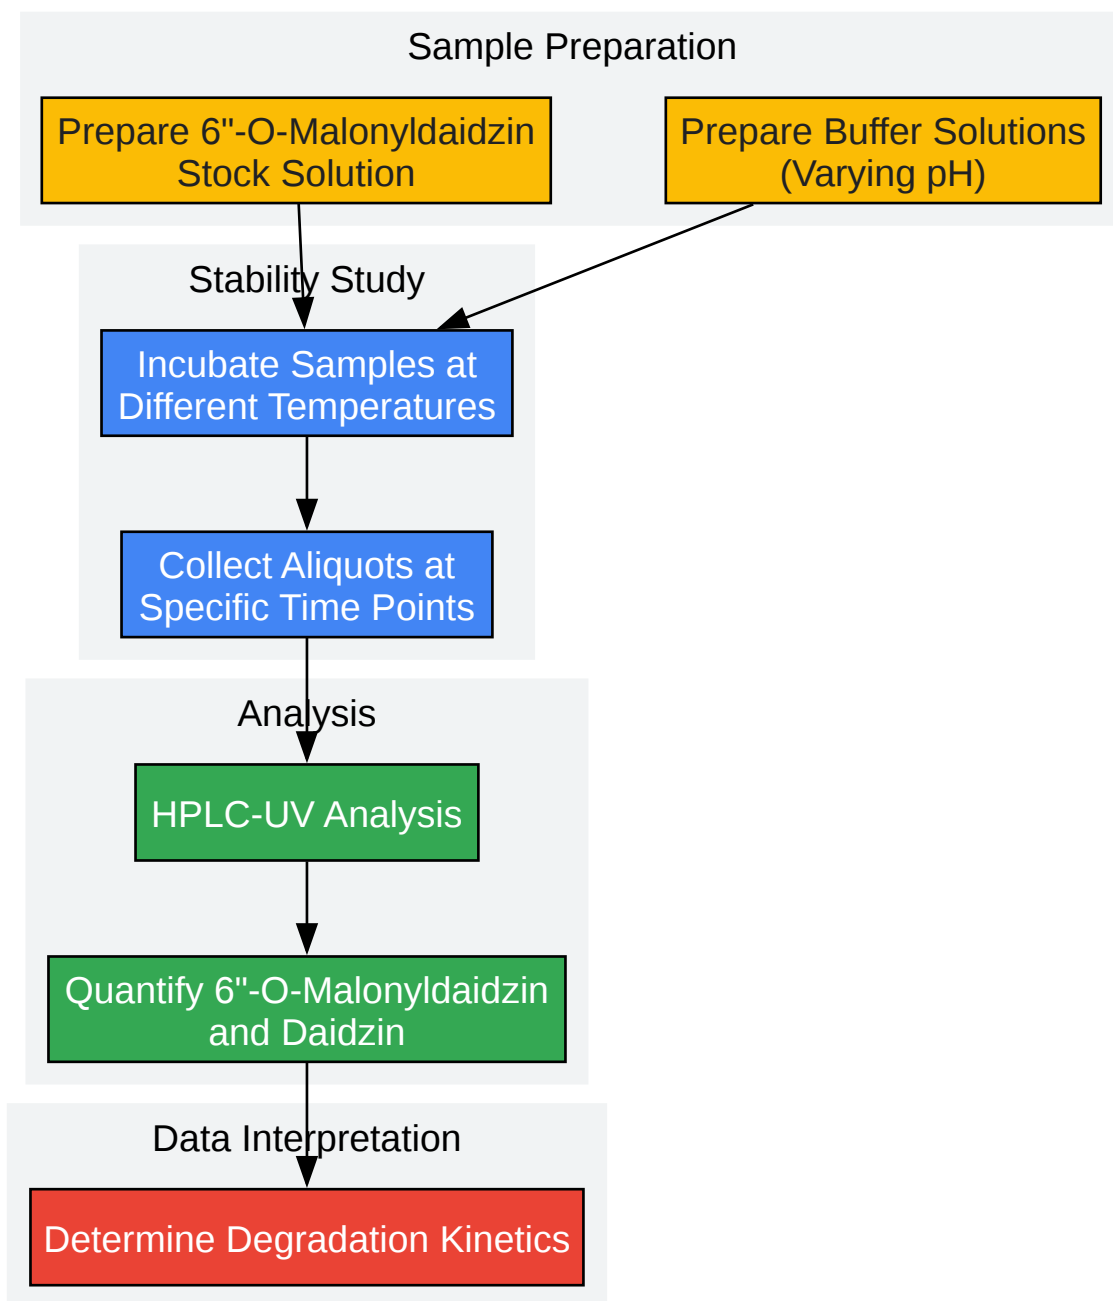 Sample Preparation
Prepare 6"-O-Malonyldaidzin
Stock Solution
Prepare Buffer Solutions
(Varying pH)
Stability Study
Incubate Samples at
Different Temperatures
Collect Aliquots at
Specific Time Points
Analysis
HPLC-UV Analysis
Quantify 6"-O-Malonyldaidzin
and Daidzin
Data Interpretation
Determine Degradation Kinetics